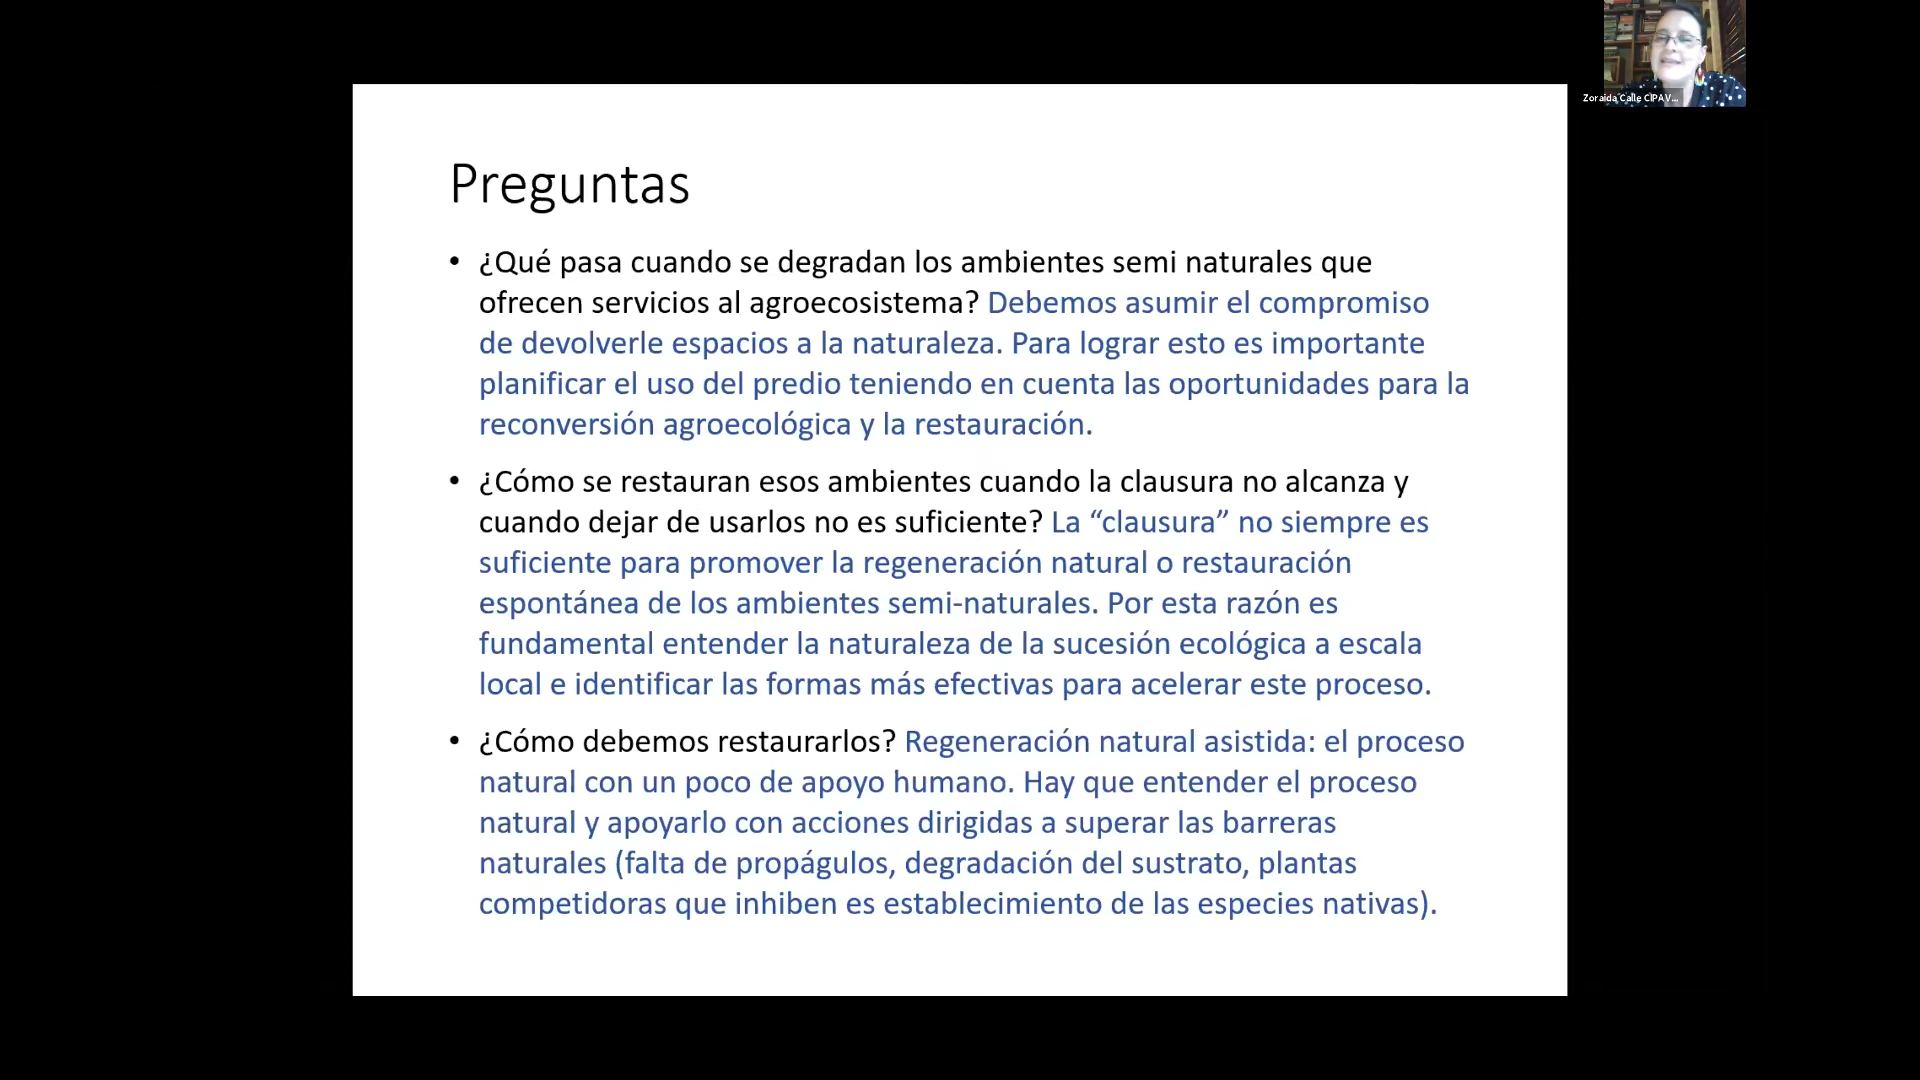 Zoraida Calle CIPAV...
Preguntas
• ¿Qué pasa cuando se degradan los ambientes semi naturales que
ofrecen servicios al agroecosistema? Debemos asumir el compromiso
de devolverle espacios a la naturaleza. Para lograr esto es importante
planificar el uso del predio teniendo en cuenta las oportunidades para la
reconversión agroecológica y la restauración.
• ¿Cómo se restauran esos ambientes cuando la clausura no alcanza y
cuando dejar de usarlos no es suficiente? La “clausura” no siempre es
suficiente para promover la regeneración natural o restauración
espontánea de los ambientes semi-naturales. Por esta razón es
fundamental entender la naturaleza de la sucesión ecológica a escala
local e identificar las formas más efectivas para acelerar este proceso.
• ¿Cómo debemos restaurarlos? Regeneración natural asistida: el proceso
natural con un poco de apoyo humano. Hay que entender el proceso
natural y apoyarlo con acciones dirigidas a superar las barreras
naturales (falta de propágulos, degradación del sustrato, plantas
competidoras que inhiben es establecimiento de las especies nativas).